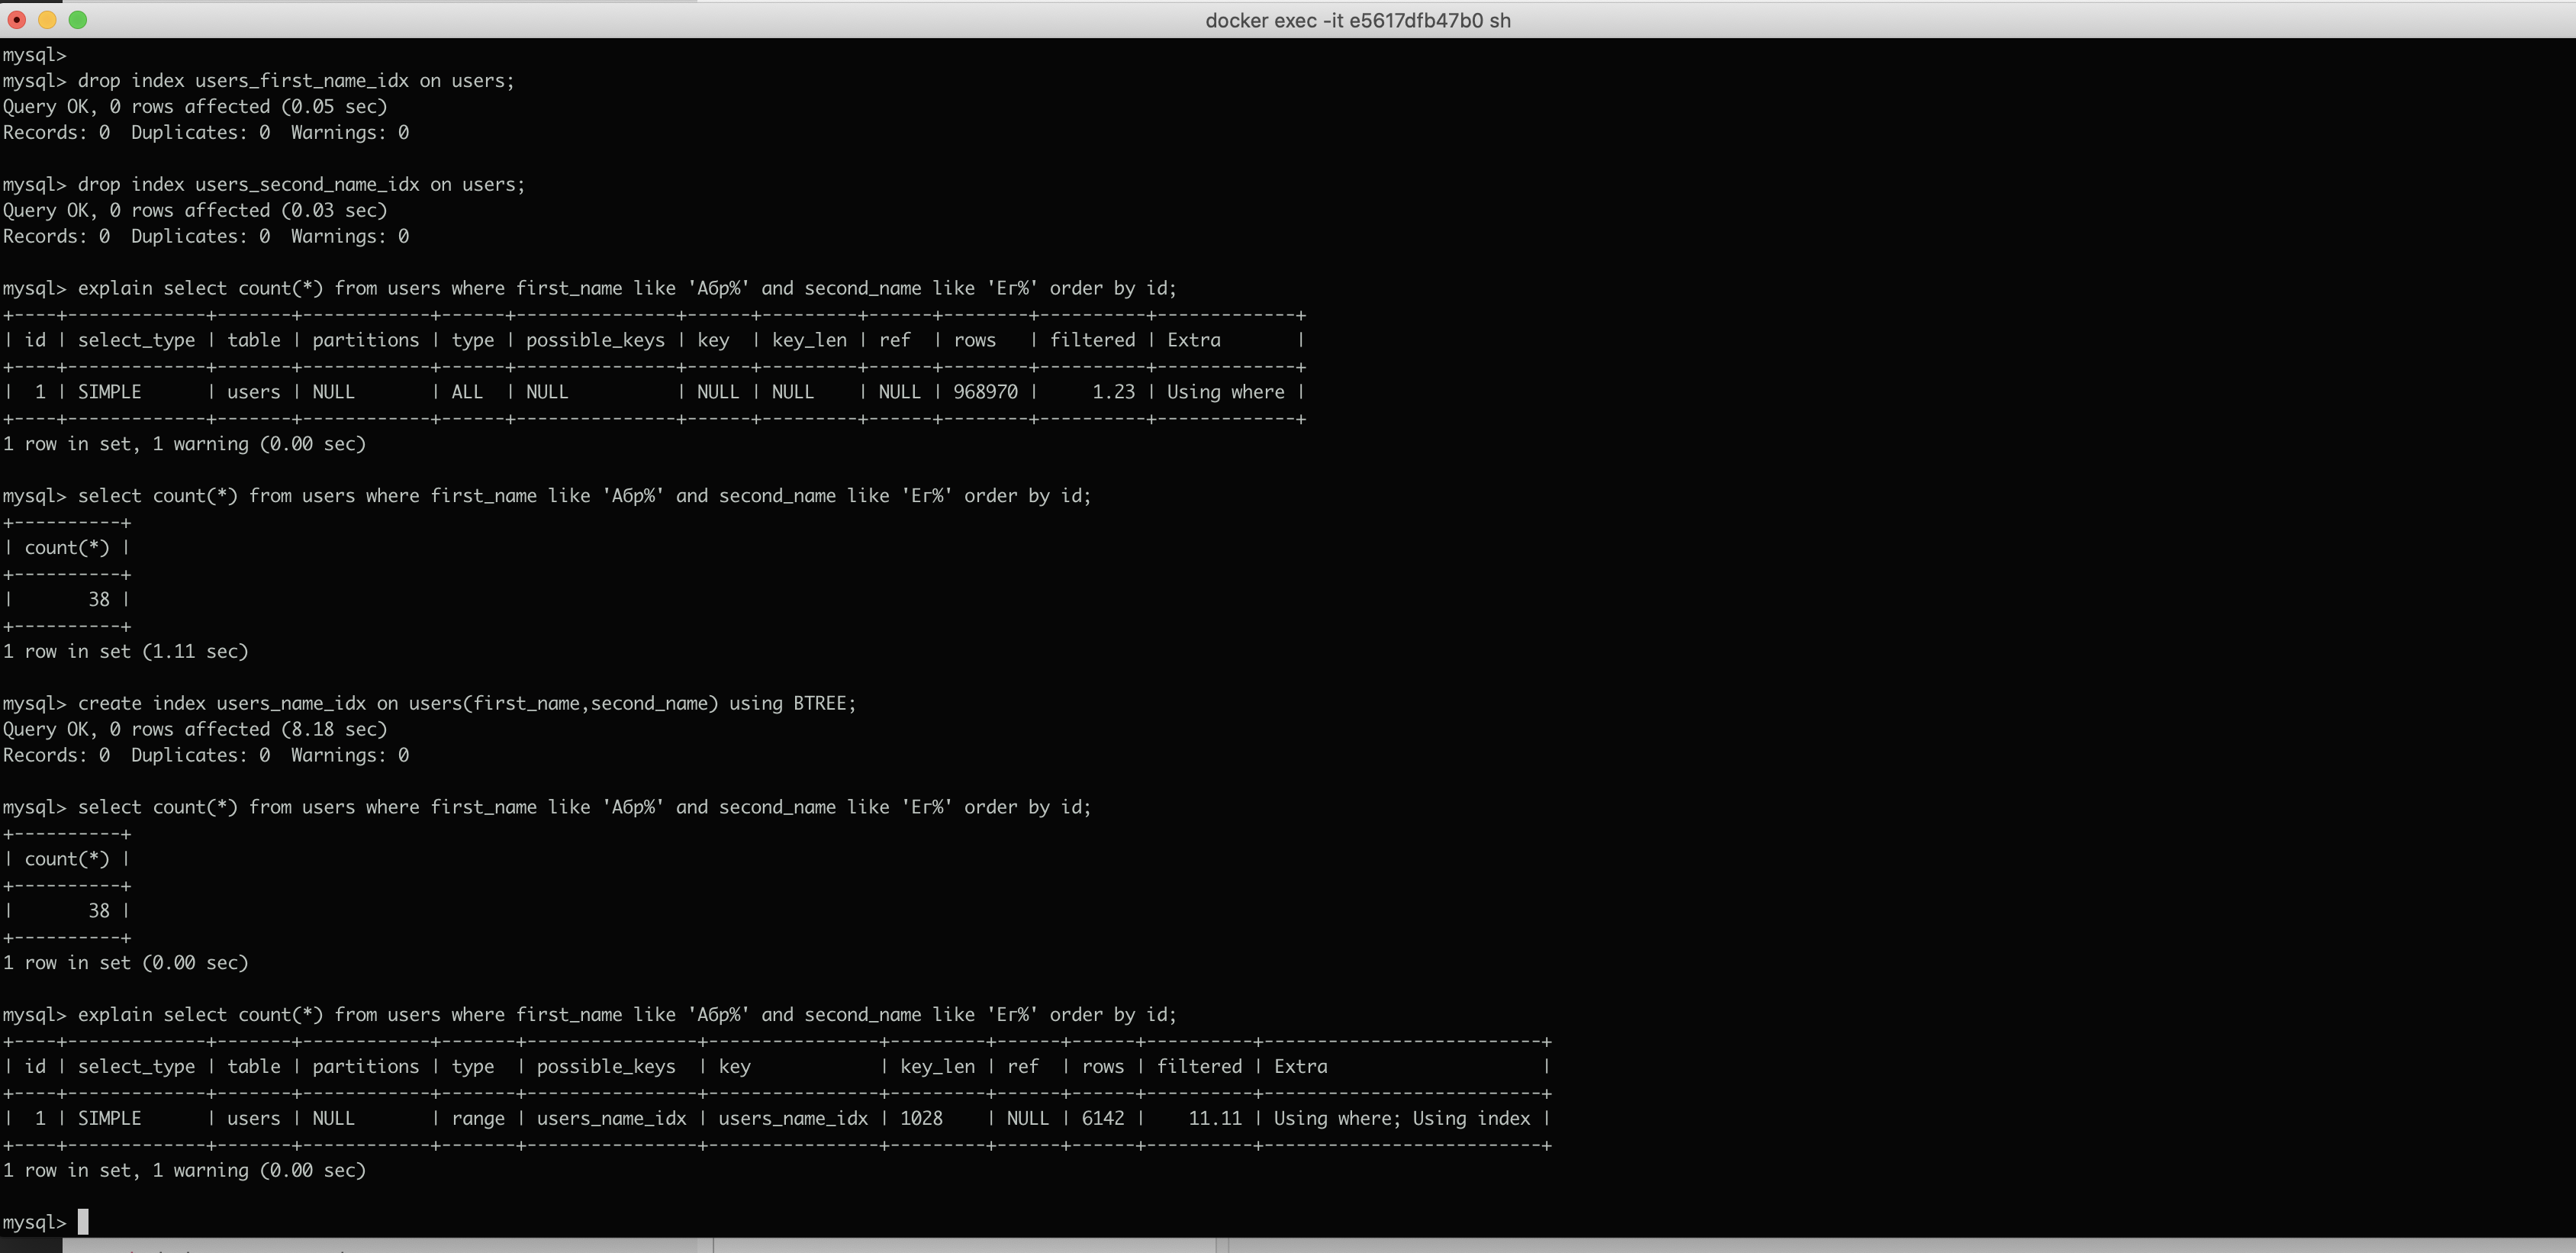 docker exec -it e5617dfb47b0 sh
mysql>
mysql> drop index users_first_name_idx on users;
Query OK, 0 rows affected (0.05 sec)
Records: 0  Duplicates: 0  Warnings: 0
mysql> drop index users_second_name_idx on users;
Query OK, 0 rows affected (0.03 sec)
Records: 0  Duplicates: 0  Warnings: 0
mysql> explain select count(*) from users where first_name like 'Абр%' and second_name like 'Ег%' order by id;
+----+-------------+-------+------------+------+---------------+------+---------+------+--------+----------+-------------+
| id | select_type | table | partitions | type | possible_keys | key  | key_len | ref  | rows   | filtered | Extra       |
+----+-------------+-------+------------+------+---------------+------+---------+------+--------+----------+-------------+
|  1 | SIMPLE      | users | NULL       | ALL  | NULL          | NULL | NULL    | NULL | 968970 |     1.23 | Using where |
+----+-------------+-------+------------+------+---------------+------+---------+------+--------+----------+-------------+
1 row in set, 1 warning (0.00 sec)
mysql> select count(*) from users where first_name like 'Абр%' and second_name like 'Ег%' order by id;
+----------+
| count(*) |
+----------+
|       38 |
+----------+
1 row in set (1.11 sec)
mysql> create index users_name_idx on users(first_name,second_name) using BTREE;
Query OK, 0 rows affected (8.18 sec)
Records: 0  Duplicates: 0  Warnings: 0
mysql> select count(*) from users where first_name like 'Абр%' and second_name like 'Ег%' order by id;
+----------+
| count(*) |
+----------+
|       38 |
+----------+
1 row in set (0.00 sec)
mysql> explain select count(*) from users where first_name like 'Абр%' and second_name like 'Ег%' order by id;
+----+-------------+-------+------------+-------+----------------+----------------+---------+------+------+----------+--------------------------+
| id | select_type | table | partitions | type  | possible_keys  | key            | key_len | ref  | rows | filtered | Extra                    |
+----+-------------+-------+------------+-------+----------------+----------------+---------+------+------+----------+--------------------------+
|  1 | SIMPLE      | users | NULL       | range | users_name_idx | users_name_idx | 1028    | NULL | 6142 |    11.11 | Using where; Using index |
+----+-------------+-------+------------+-------+----------------+----------------+---------+------+------+----------+--------------------------+
1 row in set, 1 warning (0.00 sec)
mysql>